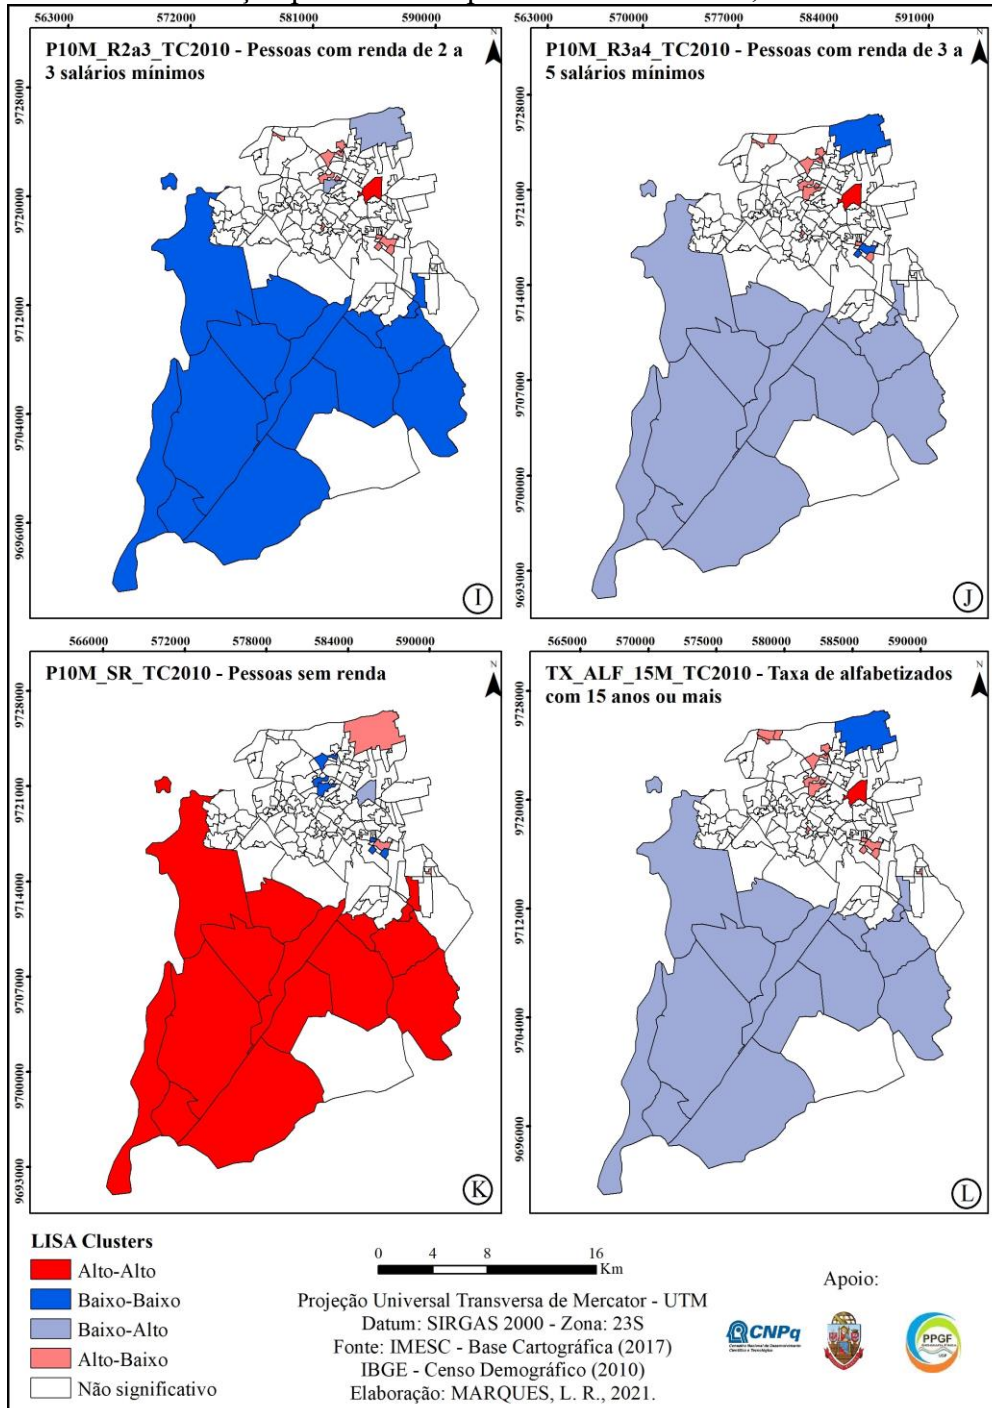 563000 572000 581000 590000
P10M_R2a3_TC2010 - Pessoas com renda de 2 a
3 salários mínimos
N
9728000
9720000
9712000
9704000
9696000
I
563000 570000 577000 584000 591000
P10M_R3a4_TC2010 - Pessoas com renda de 3 a
5 salários mínimos
N
9728000
9721000
9714000
9707000
9700000
9693000
J
566000 572000 578000 584000 590000
P10M_SR_TC2010 - Pessoas sem renda
N
9728000
9721000
9714000
9707000
9700000
9693000
K
565000 570000 575000 580000 585000 590000
TX_ALF_15M_TC2010 - Taxa de alfabetizados
com 15 anos ou mais
N
9728000
9720000
9712000
9704000
9696000
L
LISA Clusters
Alto-Alto
Baixo-Baixo
Baixo-Alto
Alto-Baixo
Não significativo
0 4 8 16
Km
Projeção Universal Transversa de Mercator - UTM
Datum: SIRGAS 2000 - Zona: 23S
Fonte: IMESC - Base Cartográfica (2017)
IBGE - Censo Demográfico (2010)
Elaboração: MARQUES, L. R., 2021.
Apoio:
CNPq
Conselho Nacional de Desenvolvimento
Científico e Tecnológico
PPGF